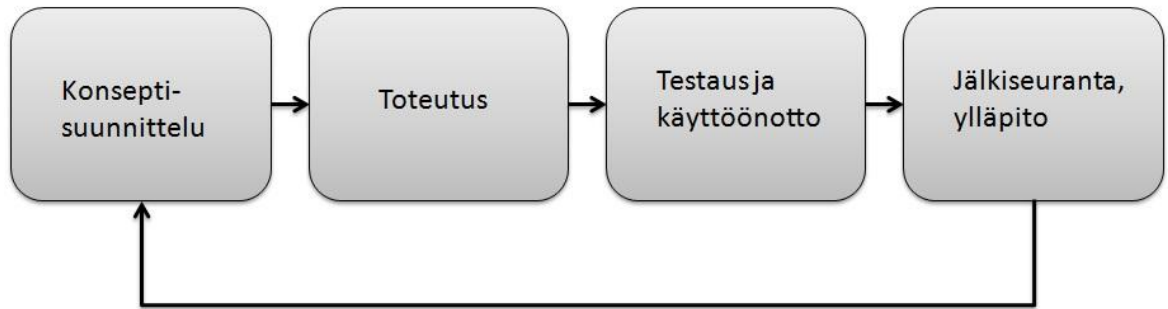 Konsepti-
suunnittelu
Toteutus
Testaus ja
käyttöönotto
Jälkiseuranta,
ylläpito